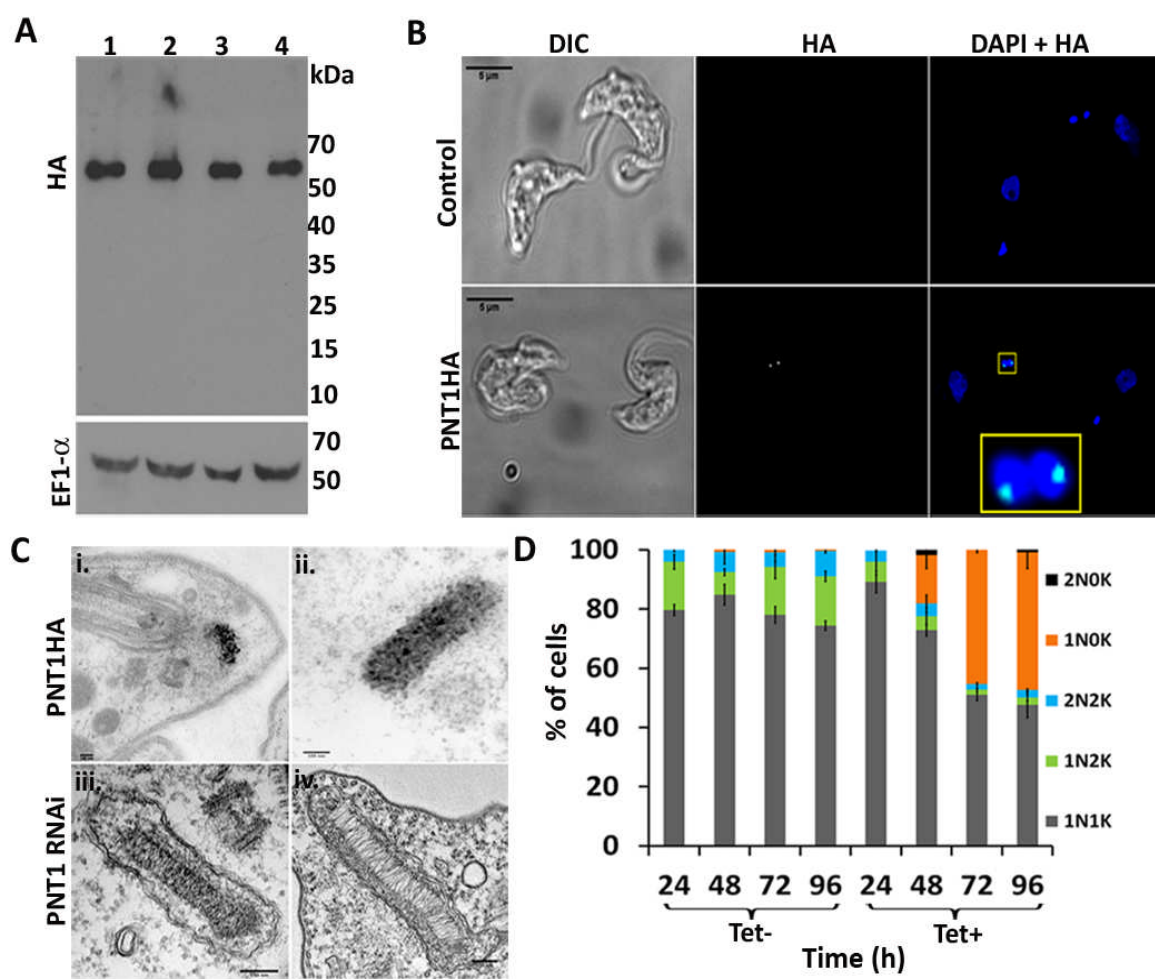 A
1 2 3 4
kDa
HA
70
50
40
35
25
15
10
EF1-α
70
50
B
DIC HA DAPI + HA
Control
5 µm
PNT1HA
5 µm
C
PNT1HA
i.
ii.
PNT1 RNAi
iii.
iv.
D
% of cells
100
80
60
40
20
0
24 48 72 96 24 48 72 96
Tet- Tet+
Time (h)
2N0K
1N0K
2N2K
1N2K
1N1K